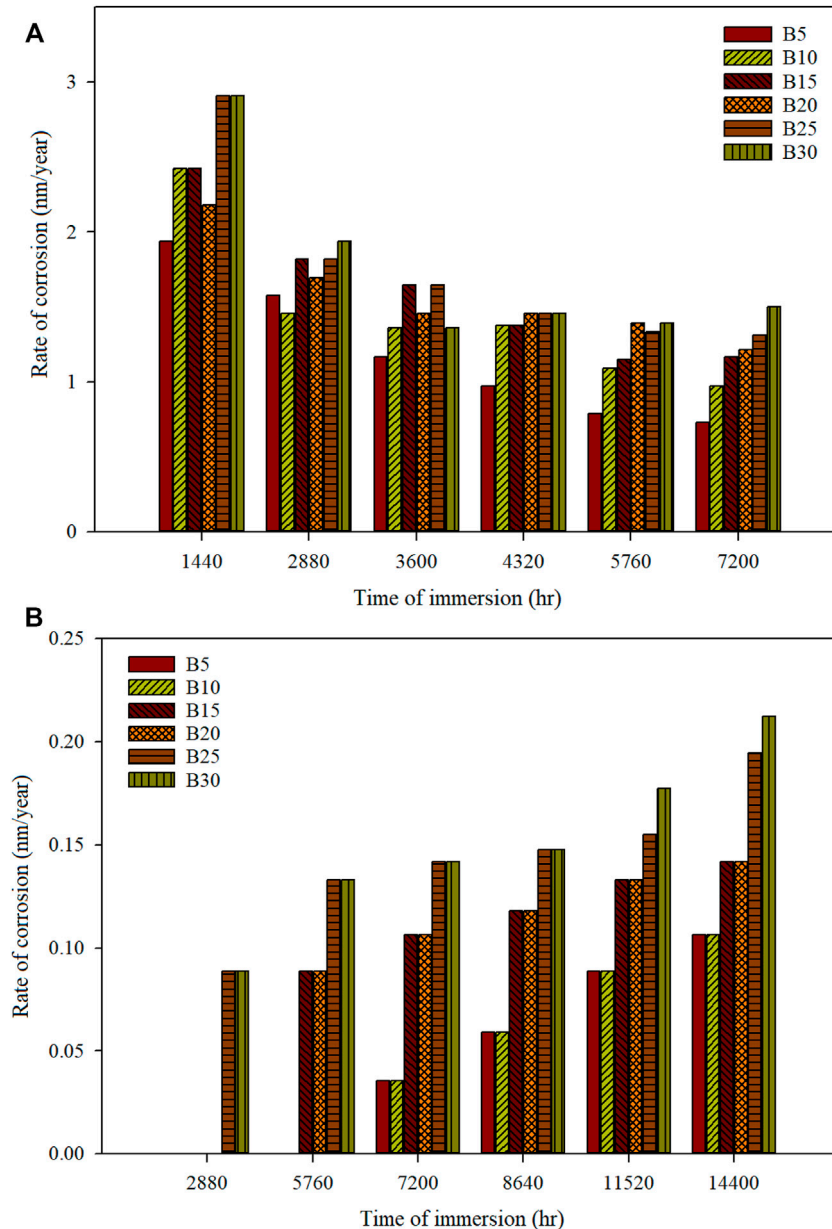 A
B5
B10
B15
B20
B25
B30
3
2
1
0
Rate of corrosion (nm/year)
1440 2880 3600 4320 5760 7200
Time of immersion (hr)
B
B5
B10
B15
B20
B25
B30
0.25
0.20
0.15
0.10
0.05
0.00
Rate of corrosion (nm/year)
2880 5760 7200 8640 11520 14400
Time of immersion (hr)